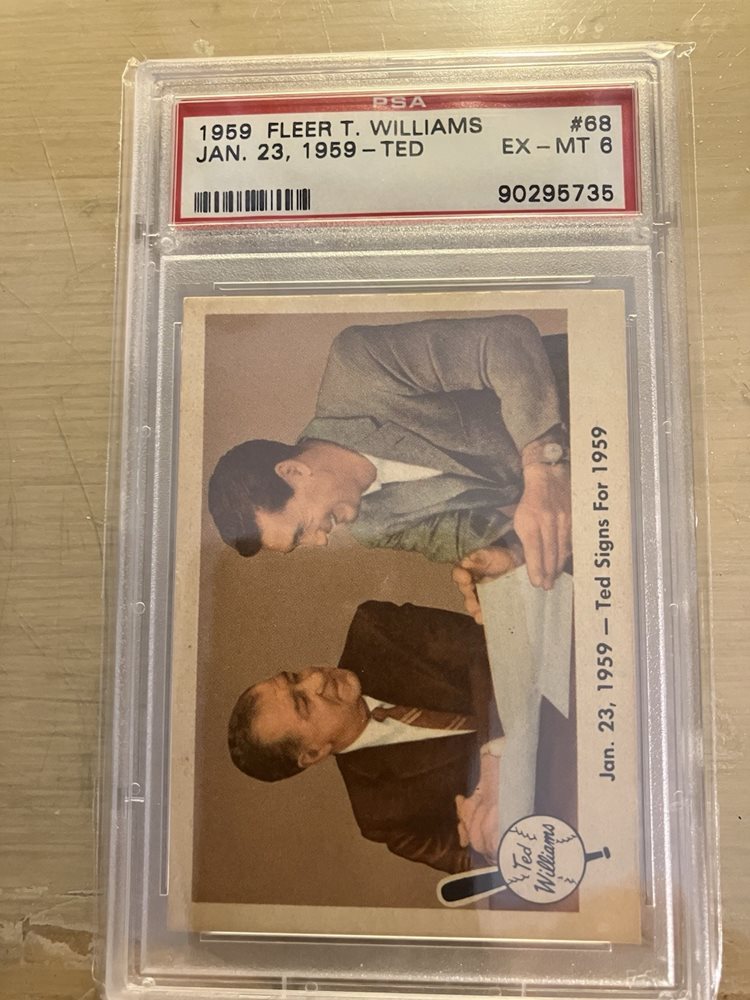 PSA
1959 FLEER T. WILLIAMS #68
JAN. 23, 1959-TED EX-MT 6
90295735
Jan. 23, 1959 — Ted Signs For 1959
Ted
Williams